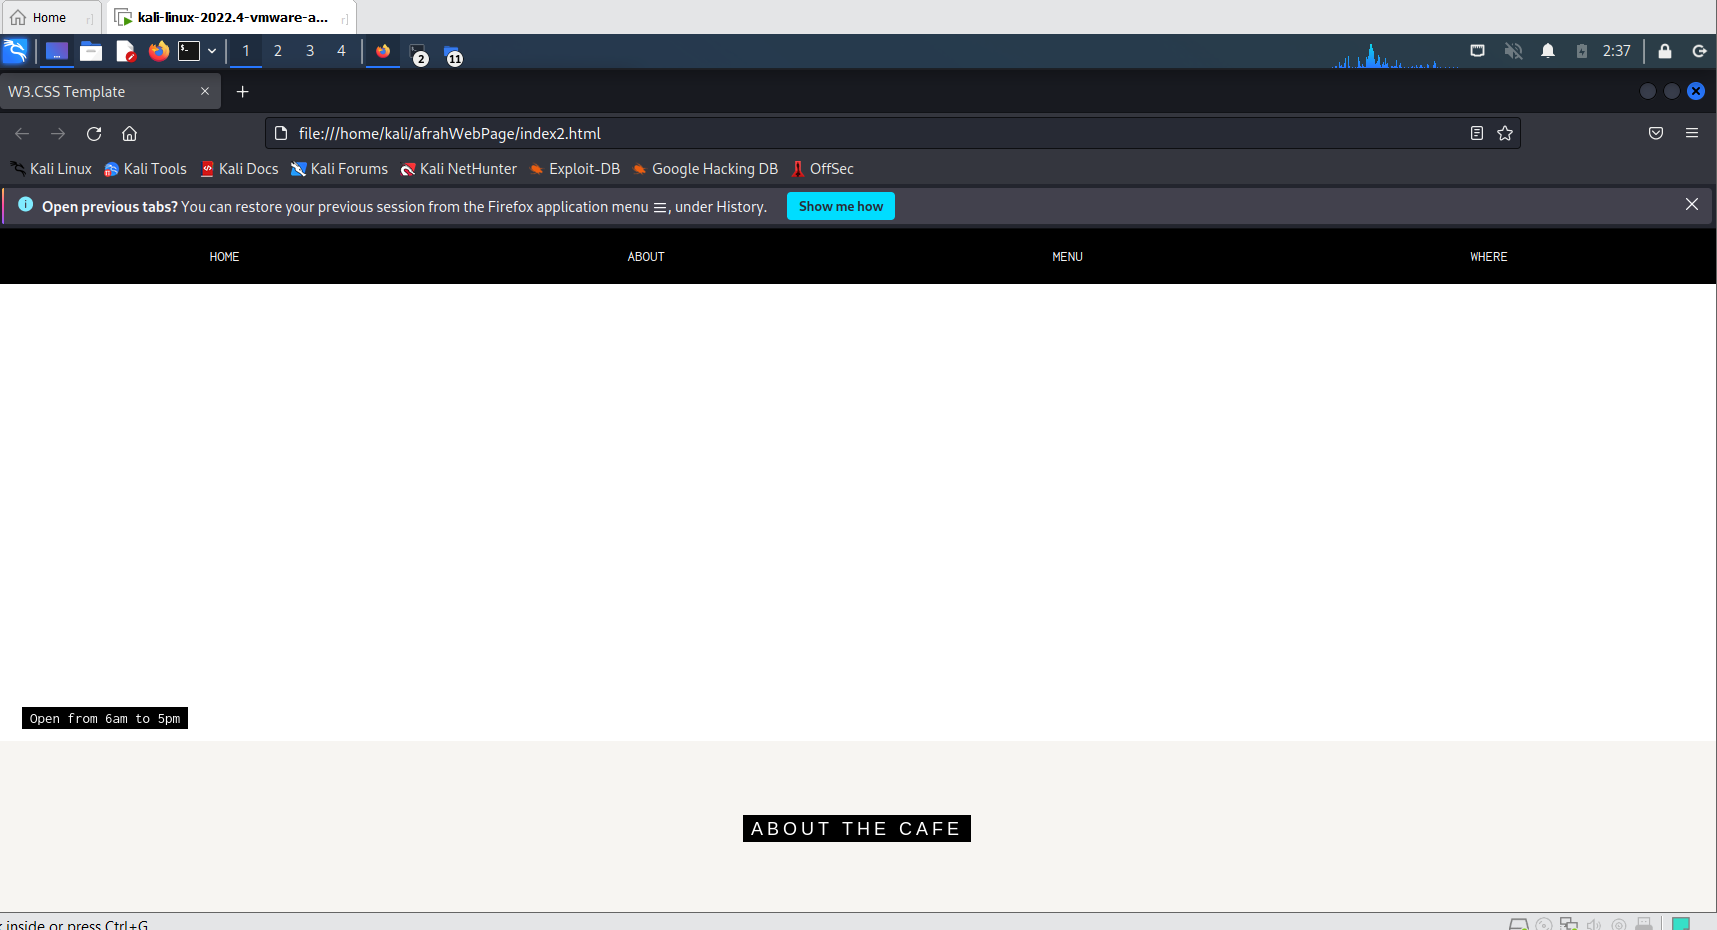 Home
kali-linux-2022.4-vmware-a...
1 2 3 4 2 11 2:37
W3.CSS Template
file:///home/kali/afrahWebPage/index2.html
Kali Linux Kali Tools Kali Docs Kali Forums Kali NetHunter Exploit-DB Google Hacking DB OffSec
Open previous tabs? You can restore your previous session from the Firefox application menu ☰, under History. Show me how
HOME ABOUT MENU WHERE
Open from 6am to 5pm
ABOUT THE CAFE
inside or press Ctrl+G